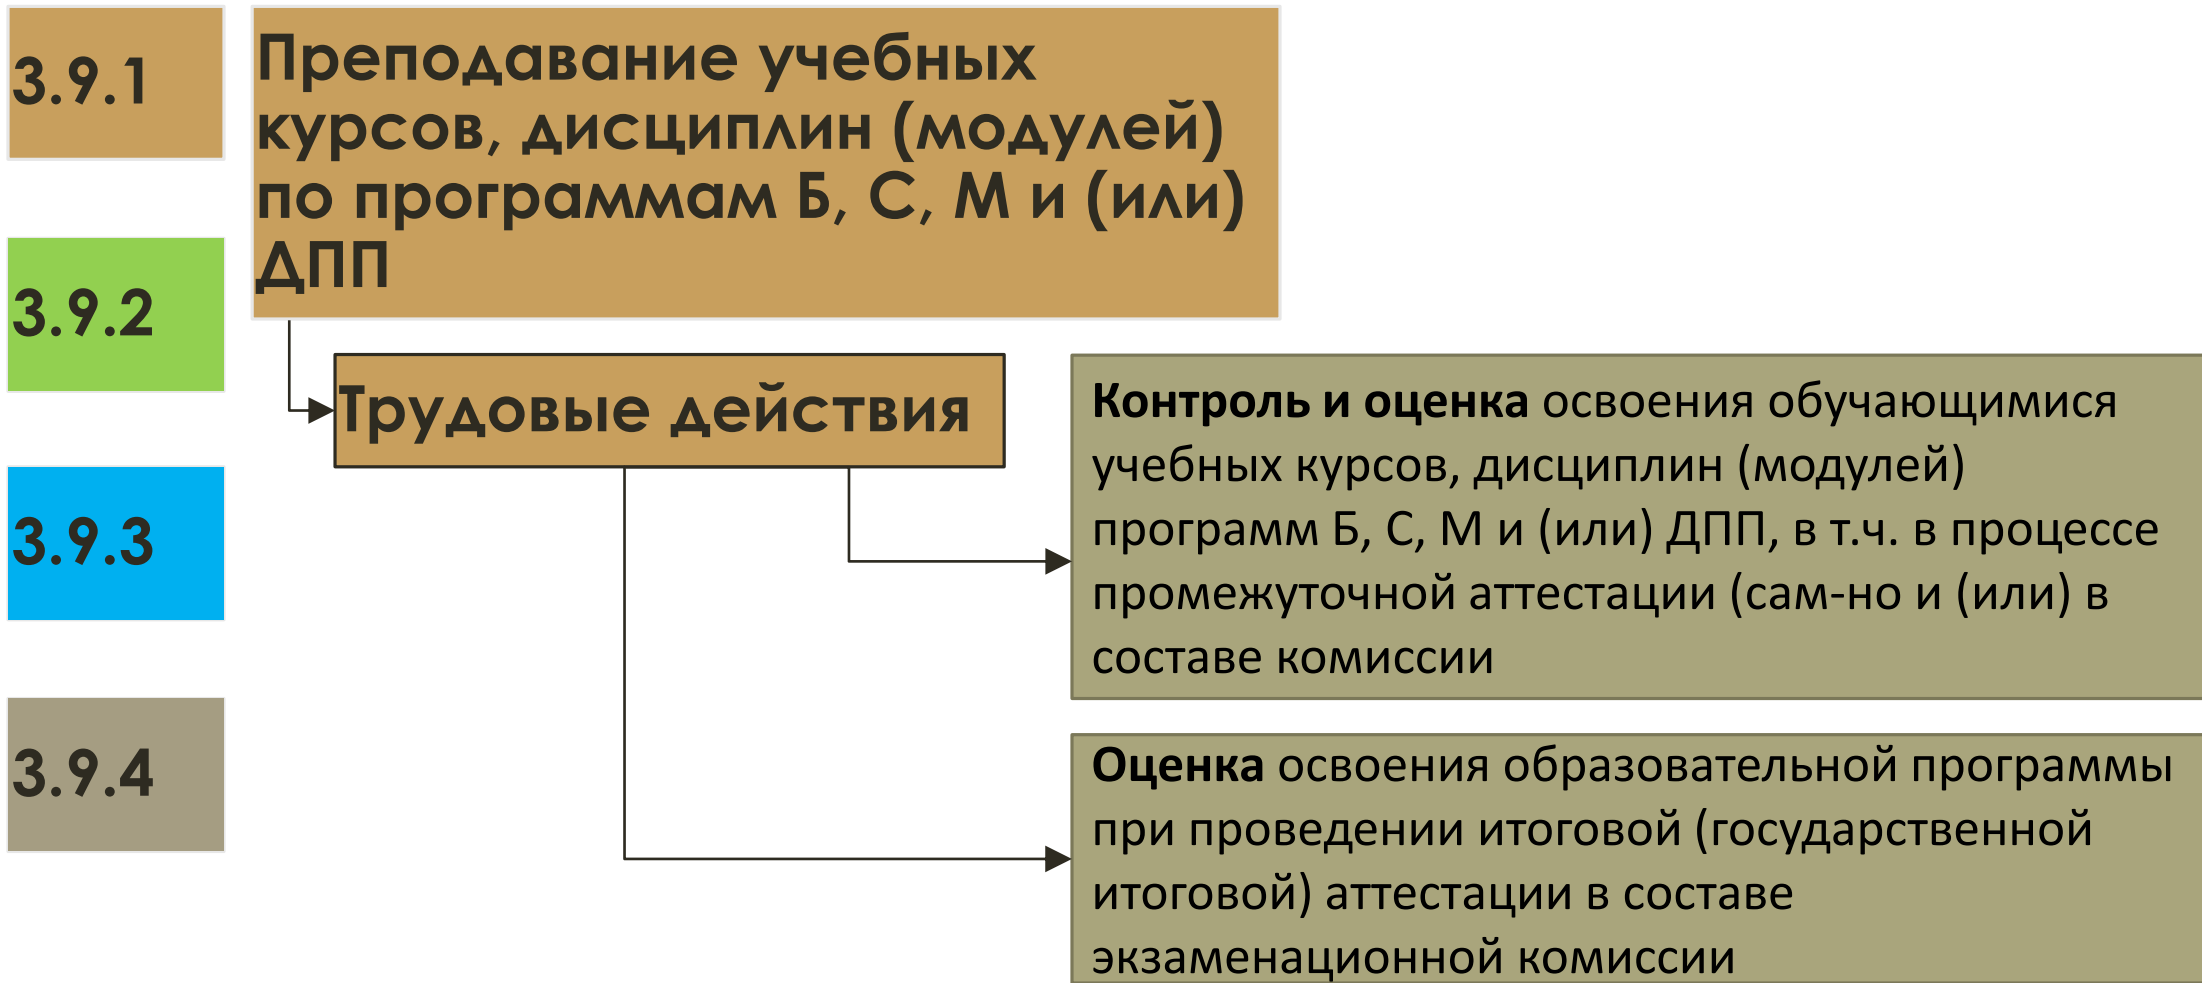 3.9.1
Преподавание учебных
курсов, дисциплин (модулей)
по программам Б, С, М и (или)
ДПП
3.9.2
3.9.3
3.9.4
Трудовые действия
Контроль и оценка освоения обучающимися
учебных курсов, дисциплин (модулей)
программ Б, С, М и (или) ДПП, в т.ч. в процессе
промежуточной аттестации (сам-но и (или) в
составе комиссии
Оценка освоения образовательной программы
при проведении итоговой (государственной
итоговой) аттестации в составе
экзаменационной комиссии